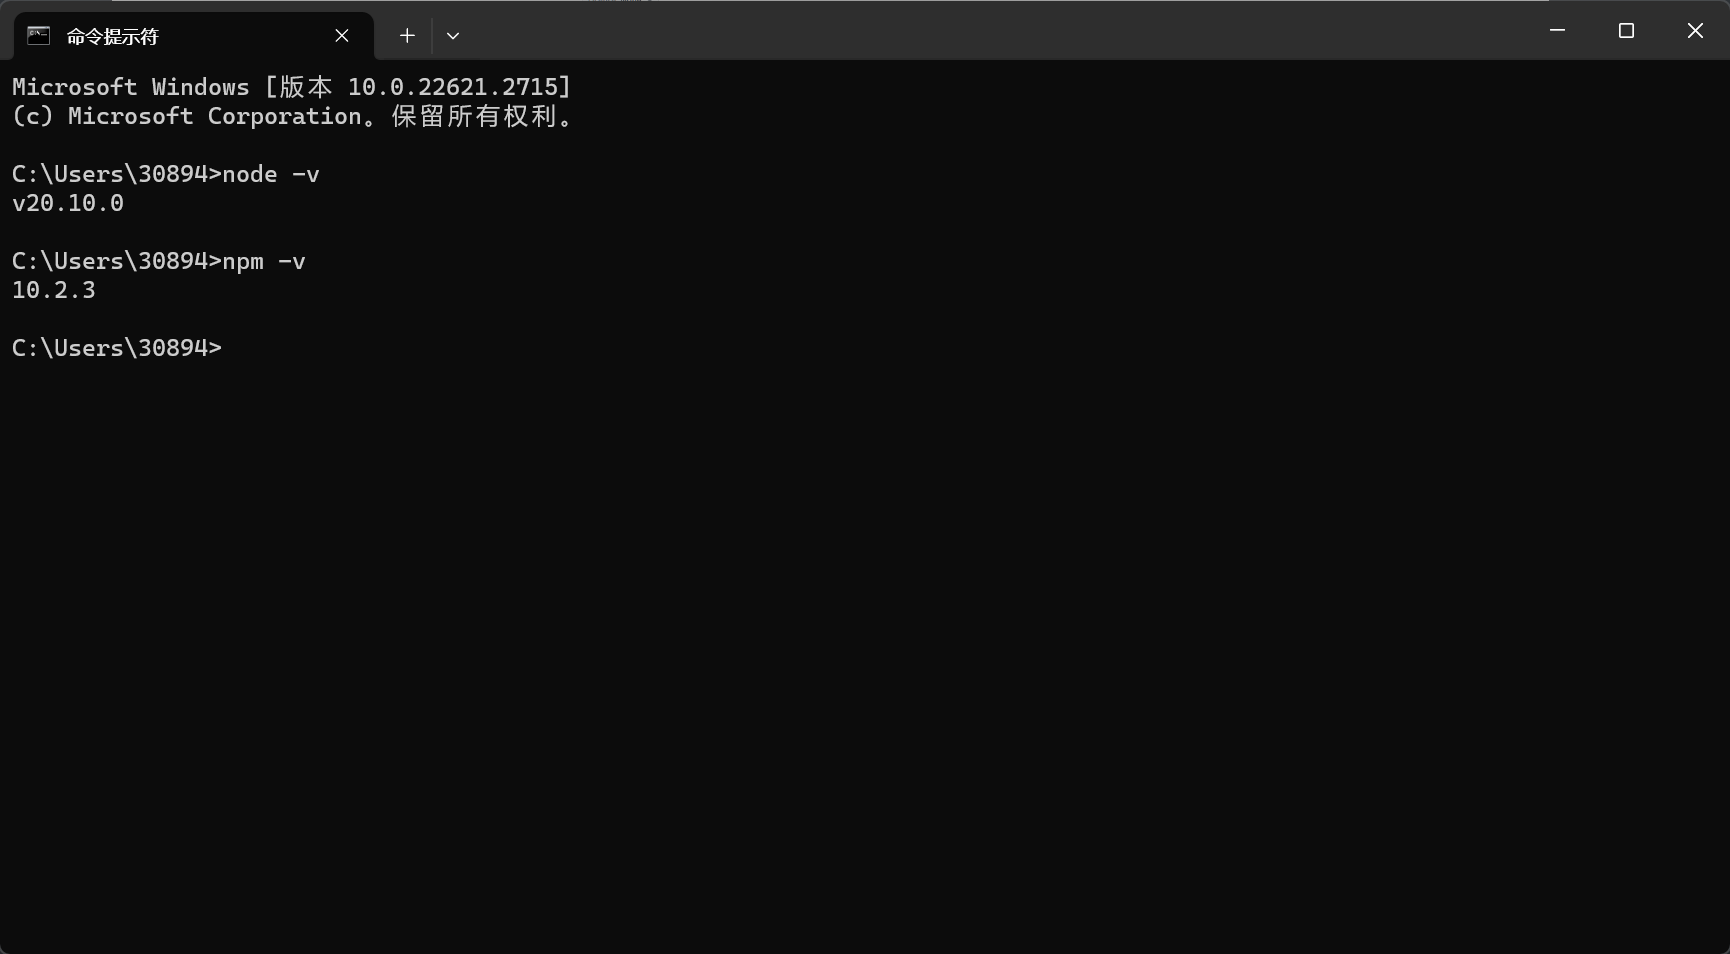 命令提示符
Microsoft Windows [版本 10.0.22621.2715]
(c) Microsoft Corporation。保留所有权利。
C:\Users\30894>node -v
v20.10.0
C:\Users\30894>npm -v
10.2.3
C:\Users\30894>